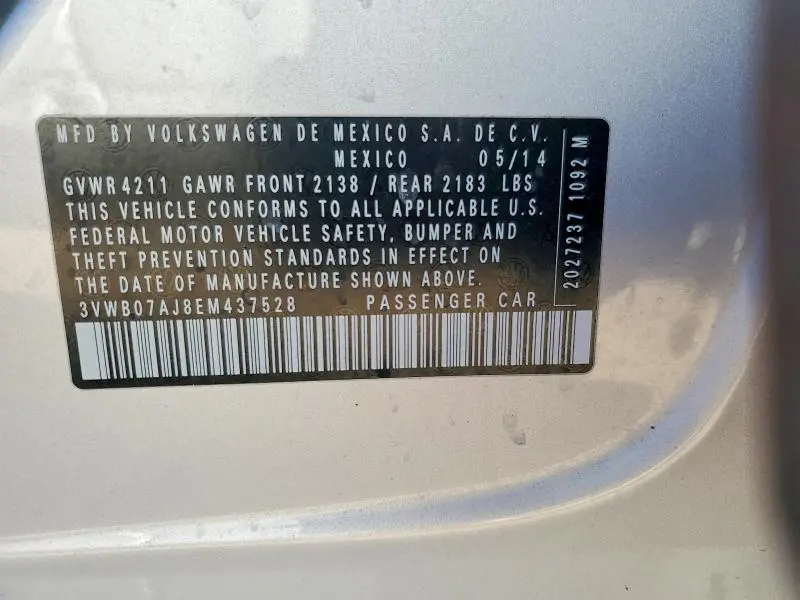 MFD BY VOLKSWAGEN DE MEXICO S.A. DE C.V.
MEXICO 05/14
GVWR 4211 GAWR FRONT 2138 / REAR 2183 LBS
THIS VEHICLE CONFORMS TO ALL APPLICABLE U.S.
FEDERAL MOTOR VEHICLE SAFETY, BUMPER AND
THEFT PREVENTION STANDARDS IN EFFECT ON
THE DATE OF MANUFACTURE SHOWN ABOVE.
3VWB07AJ8EM437528 PASSENGER CAR
2027237 1092 M